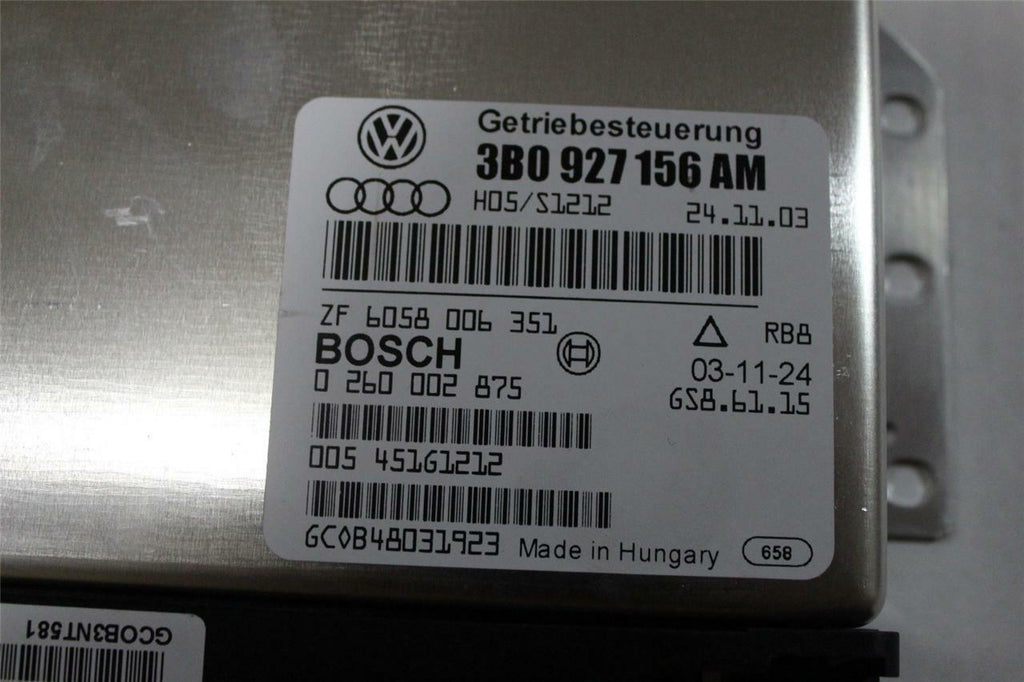 Getriebesteuerung
3B0 927 156 AM
H05/S1212 24.11.03
ZF 6058 006 351 RB8
BOSCH
03-11-24
0 260 002 875
GS8.61.15
005 45161212
GC0B48031923 Made in Hungary 658
GCOB3NT581